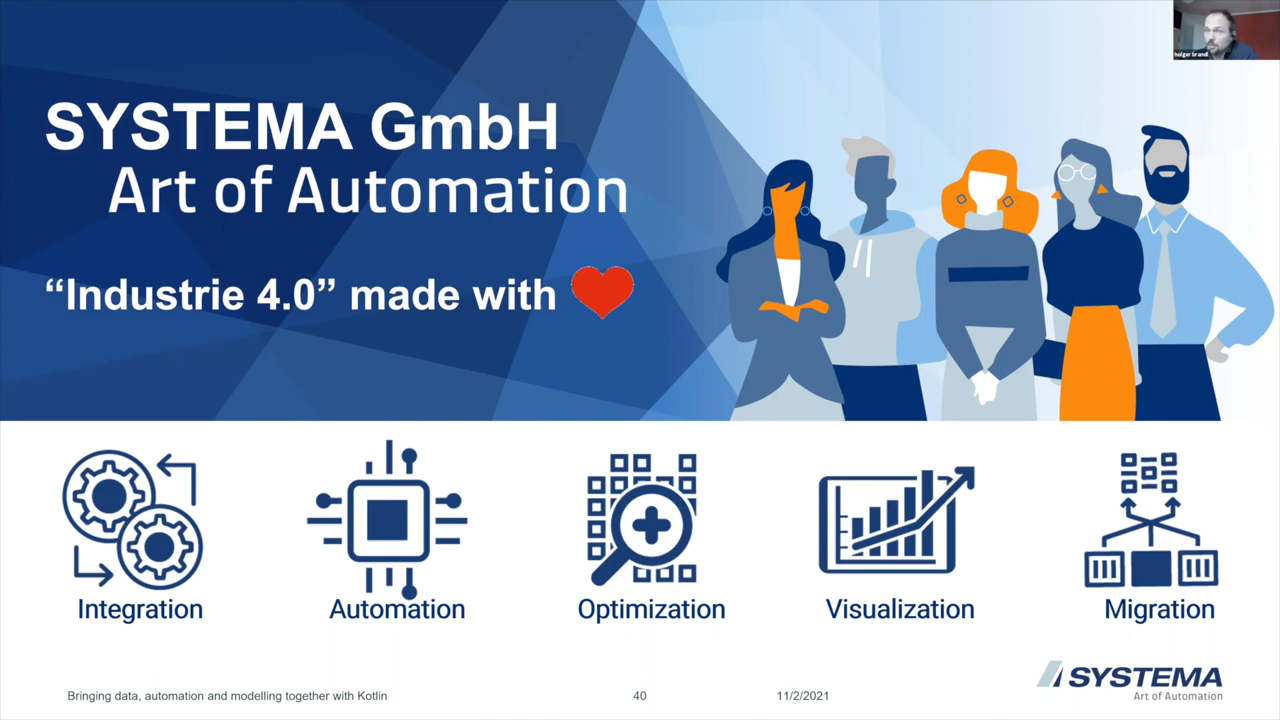 holger brandl
SYSTEMA GmbH
Art of Automation
“Industrie 4.0” made with
Integration
Automation
Optimization
Visualization
Migration
SYSTEMA
Art of Automation
Bringing data, automation and modelling together with Kotlin
40
11/2/2021